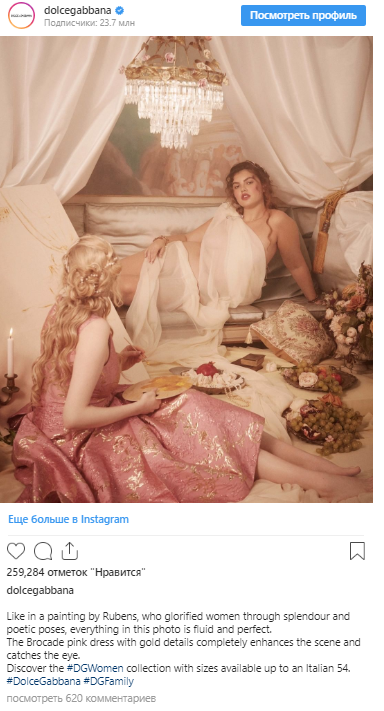 dolcegabbana
Подписчики: 23.7 млн
Посмотреть профиль
Еще больше в Instagram
259,284 отметок "Нравится"
dolcegabbana
Like in a painting by Rubens, who glorified women through splendour and
poetic poses, everything in this photo is fluid and perfect.
The Brocade pink dress with gold details completely enhances the scene and
catches the eye.
Discover the #DGWomen collection with sizes available up to an Italian 54.
#DolceGabbana #DGFamily
посмотреть 620 комментариев